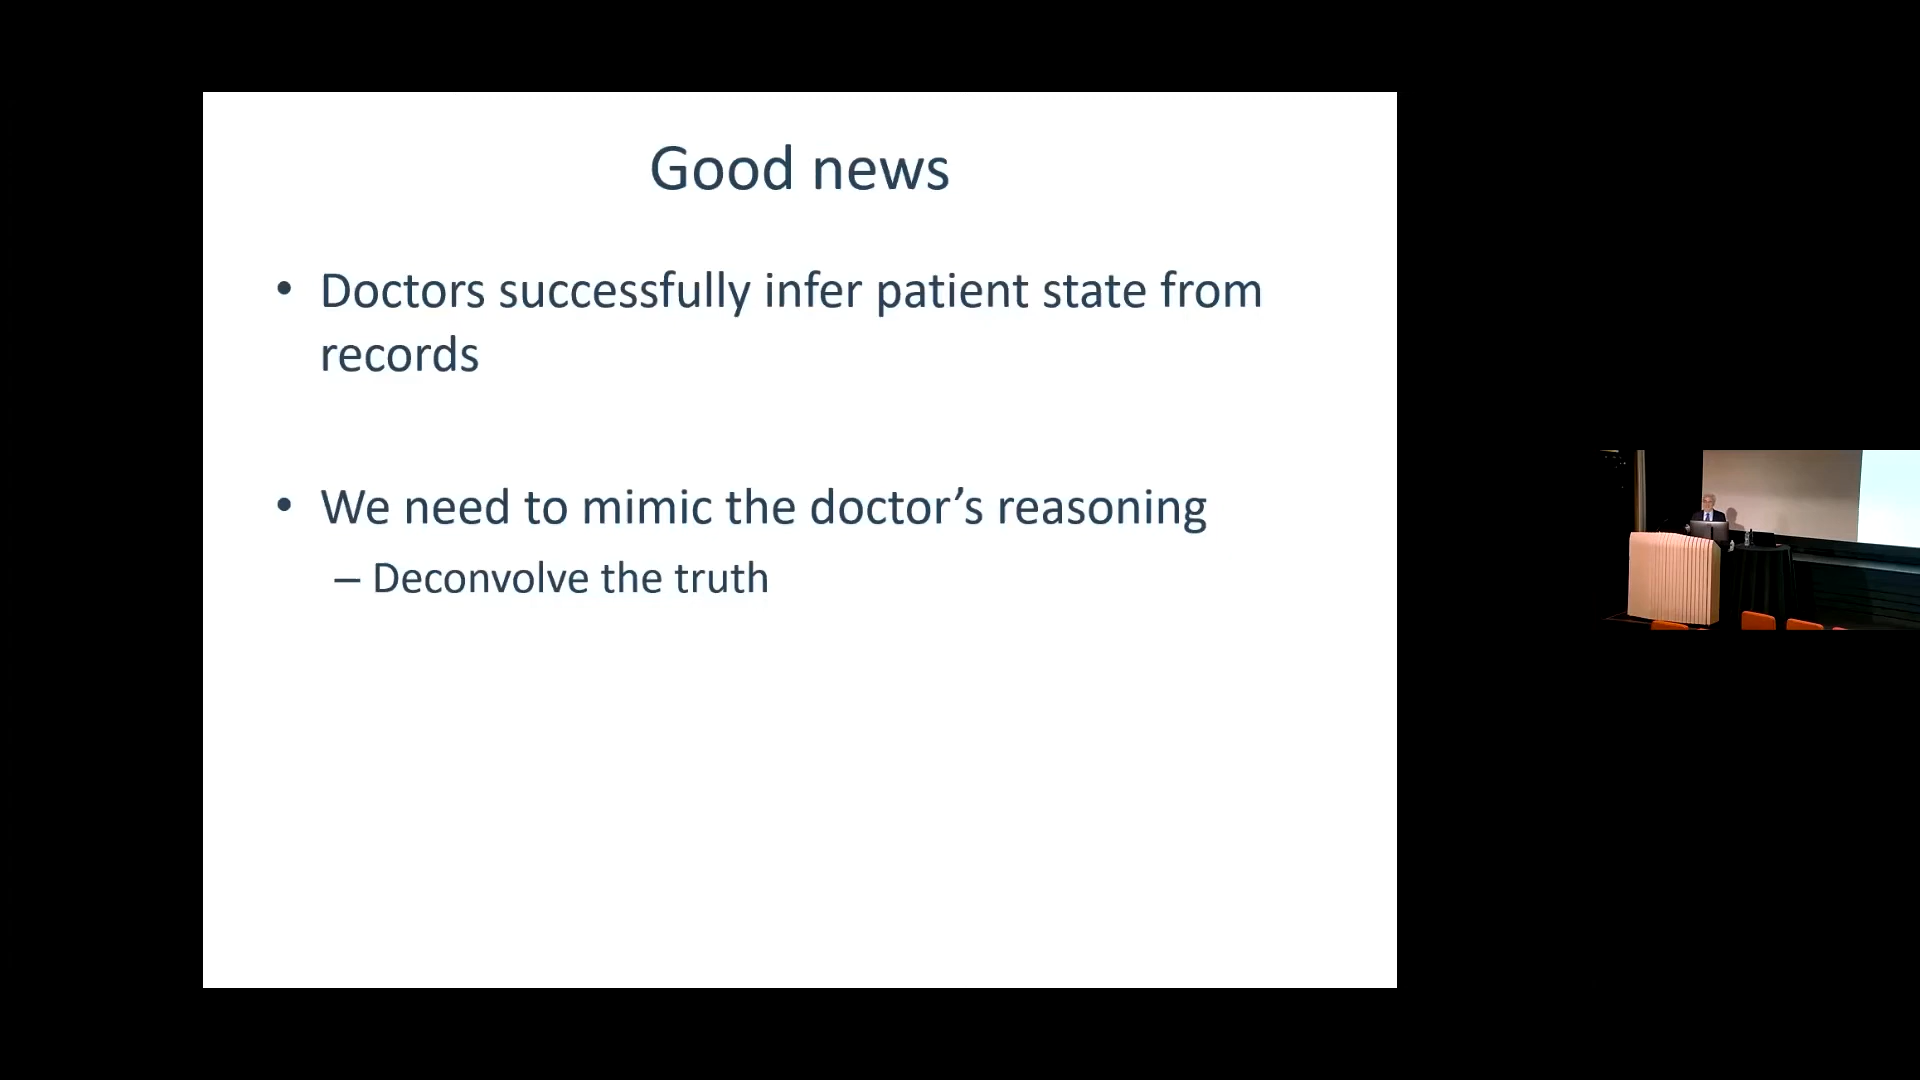 Good news
• Doctors successfully infer patient state from
records
• We need to mimic the doctor’s reasoning
– Deconvolve the truth